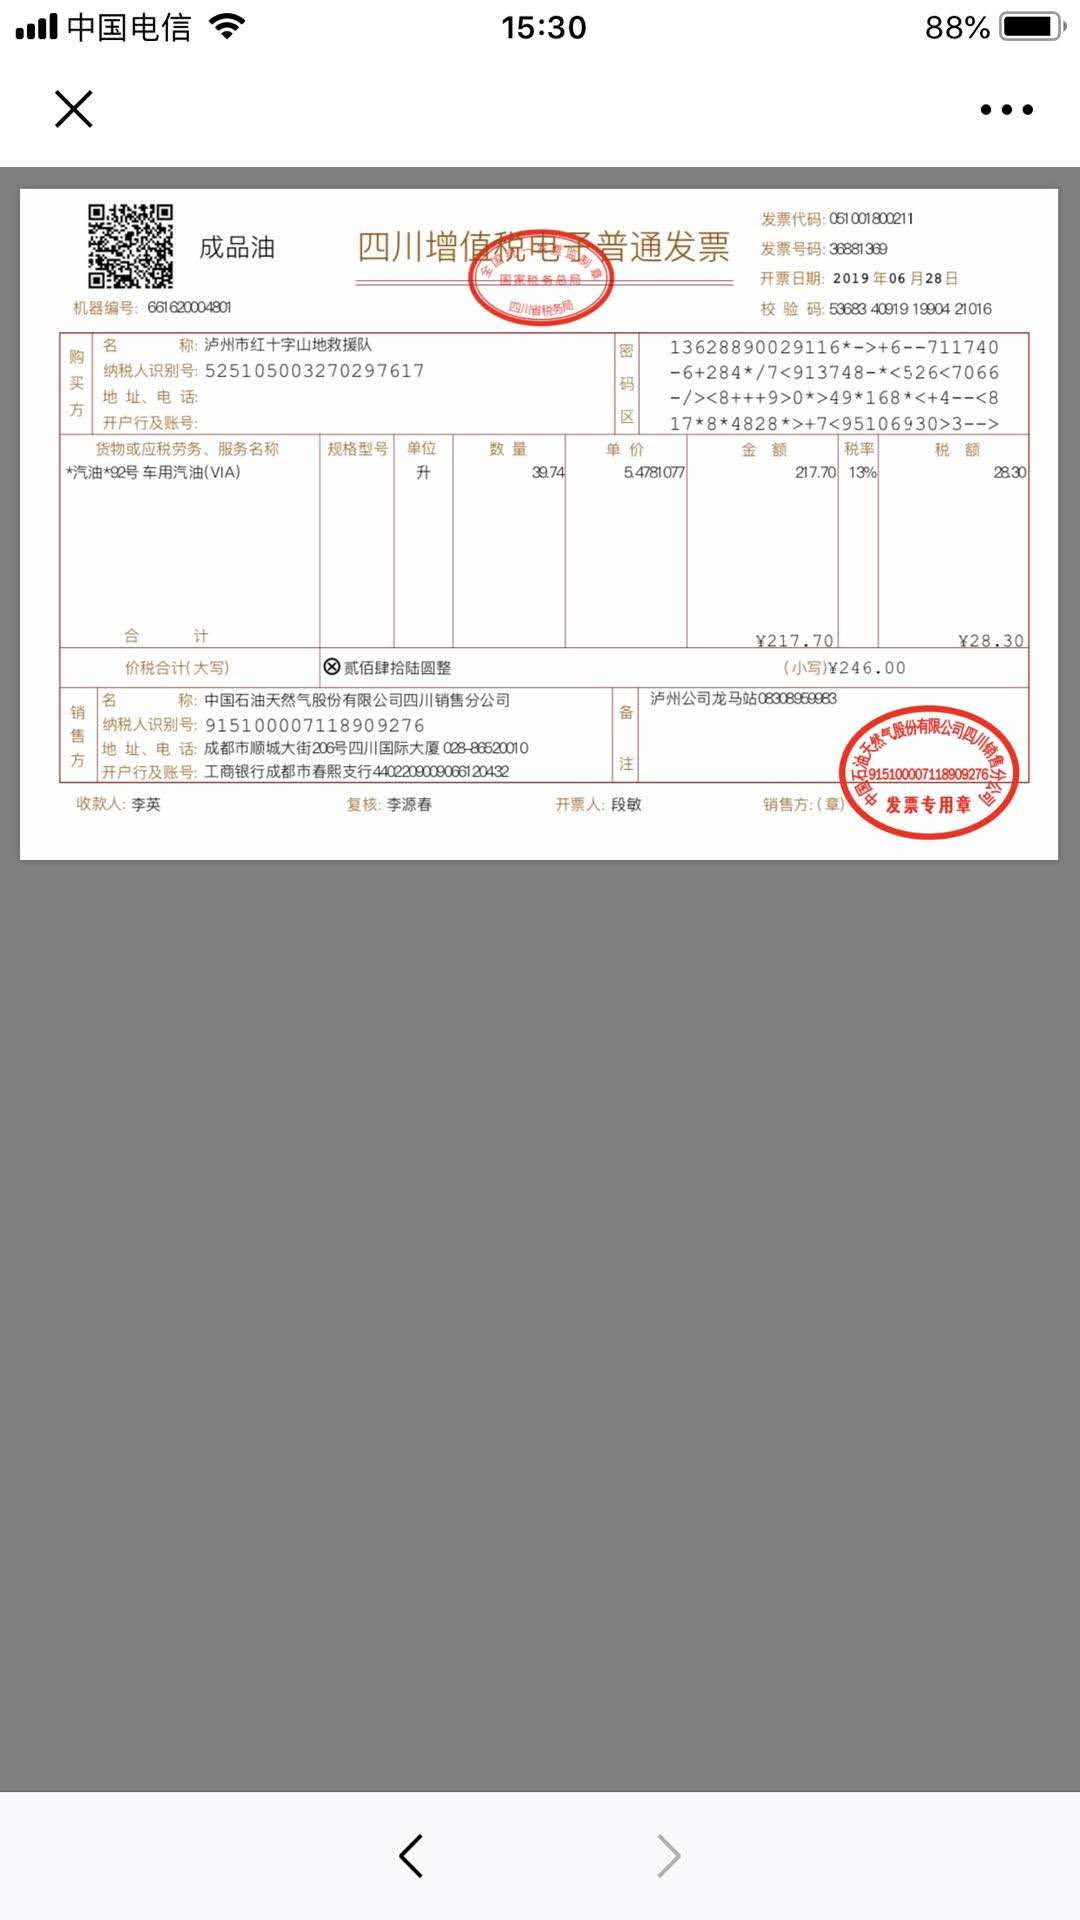 中国电信
15:30
88%
成品油
四川增值税电子普通发票
国家税务总局
四川省税务局
发票代码: 051001800211
发票号码: 36881369
开票日期: 2019 年06 月28 日
机器编号: 661620004801
校 验 码: 53683 40919 19904 21016
购买方
名 称: 泸州市红十字山地救援队
纳税人识别号: 525105003270297617
地 址、电 话:
开户行及账号:
密码区
13628890029116*->+6--711740
-6+284*/7<913748-*<526<7066
-/><8+++9>0*>49*168*<+4--<8
17*8*4828*>+7<95106930>3-->
货物或应税劳务、服务名称 规格型号 单位 数 量 单 价 金 额 税率 税 额
*汽油*92号 车用汽油(VIA) 升 39.74 5.4781077 217.70 13% 28.30
合 计 ¥217.70 ¥28.30
价税合计(大写) ⊗贰佰肆拾陆圆整 (小写)¥246.00
销售方
名 称: 中国石油天然气股份有限公司四川销售分公司
纳税人识别号: 915100007118909276
地 址、电 话: 成都市顺城大街206号四川国际大厦 028-86520010
开户行及账号: 工商银行成都市春熙支行4402209009066120432
备注
泸州公司龙马站08308959983
中国石油天然气股份有限公司四川销售分公司
915100007118909276
发票专用章
收款人: 李英 复核: 李源春 开票人: 段敏 销售方:(章)